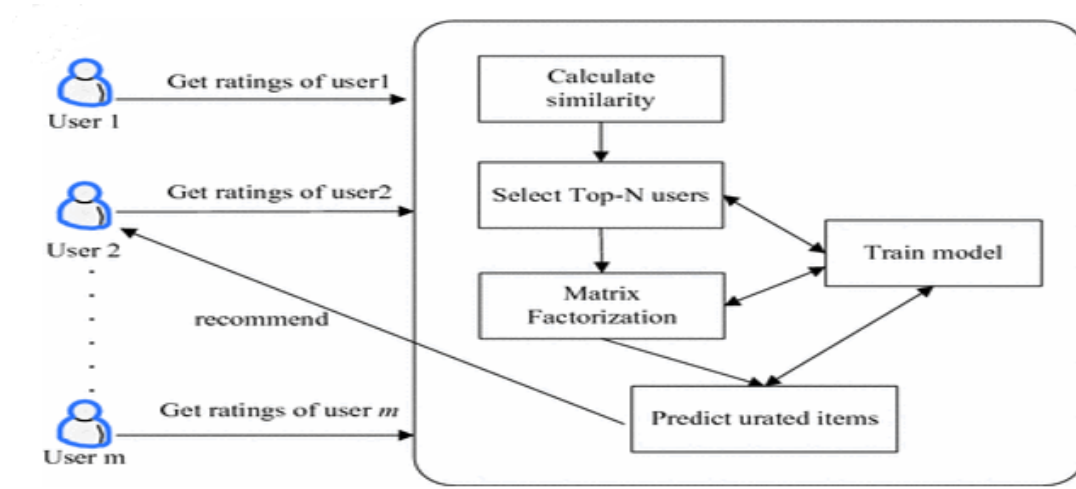 Get ratings of user1
User 1
Get ratings of user2
User 2
recommend
Get ratings of user m
User m
Calculate
similarity
Select Top-N users
Train model
Matrix
Factorization
Predict urated items